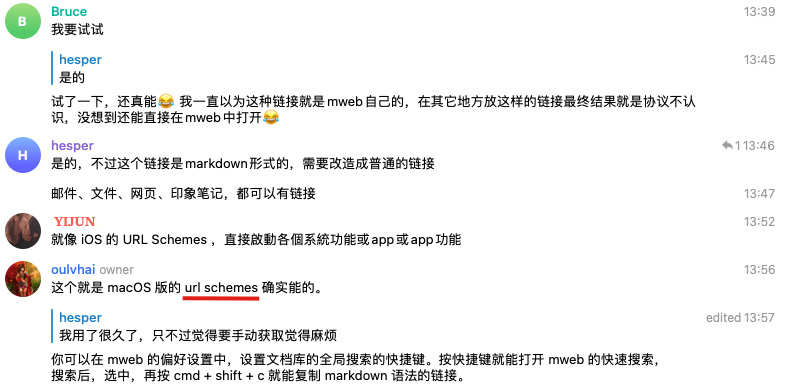 B
Bruce
13:39
我要试试
hesper
13:45
是的
试了一下，还真能😂 我一直以为这种链接就是mweb自己的，在其它地方放这样的链接最终结果就是协议不认
识，没想到还能直接在mweb中打开😂
H
hesper
1 13:46
是的，不过这个链接是markdown形式的，需要改造成普通的链接
邮件、文件、网页、印象笔记，都可以有链接
13:47
YIJUN
13:52
就像 iOS 的 URL Schemes ，直接啟動各個系統功能或app或app功能
oulvhai owner
13:56
这个就是 macOS 版的 url schemes 确实能的。
hesper
edited 13:57
我用了很久了，只不过觉得要手动获取觉得麻烦
你可以在 mweb 的偏好设置中，设置文档库的全局搜索的快捷键。按快捷键就能打开 mweb 的快速搜索，
搜索后，选中，再按 cmd + shift + c 就能复制 markdown 语法的链接。